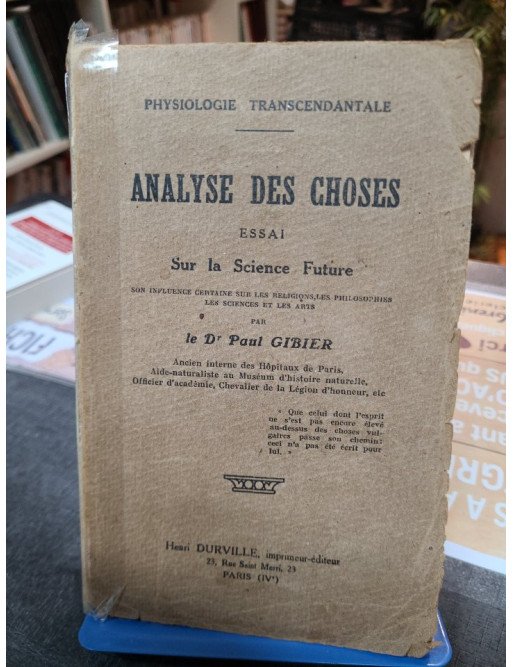 PHYSIOLOGIE TRANSCENDANTALE
ANALYSE DES CHOSES
ESSAI
Sur la Science Future
SON INFLUENCE CERTAINE SUR LES RELIGIONS, LES PHILOSOPHIES
LES SCIENCES ET LES ARTS
PAR
le Dr Paul GIBIER
Ancien interne des Hôpitaux de Paris,
Aide-naturaliste au Muséum d'histoire naturelle,
Officier d'académie, Chevalier de la Légion d'honneur, etc
« Que celui dont l'esprit
ne s'est pas encore élevé
au-dessus des choses vul-
gaires passe son chemin:
ceci n'a pas été écrit pour
lui. »
Henri DURVILLE, imprimeur-éditeur
23, Rue Saint Merri, 23
PARIS (IVe)
FICH